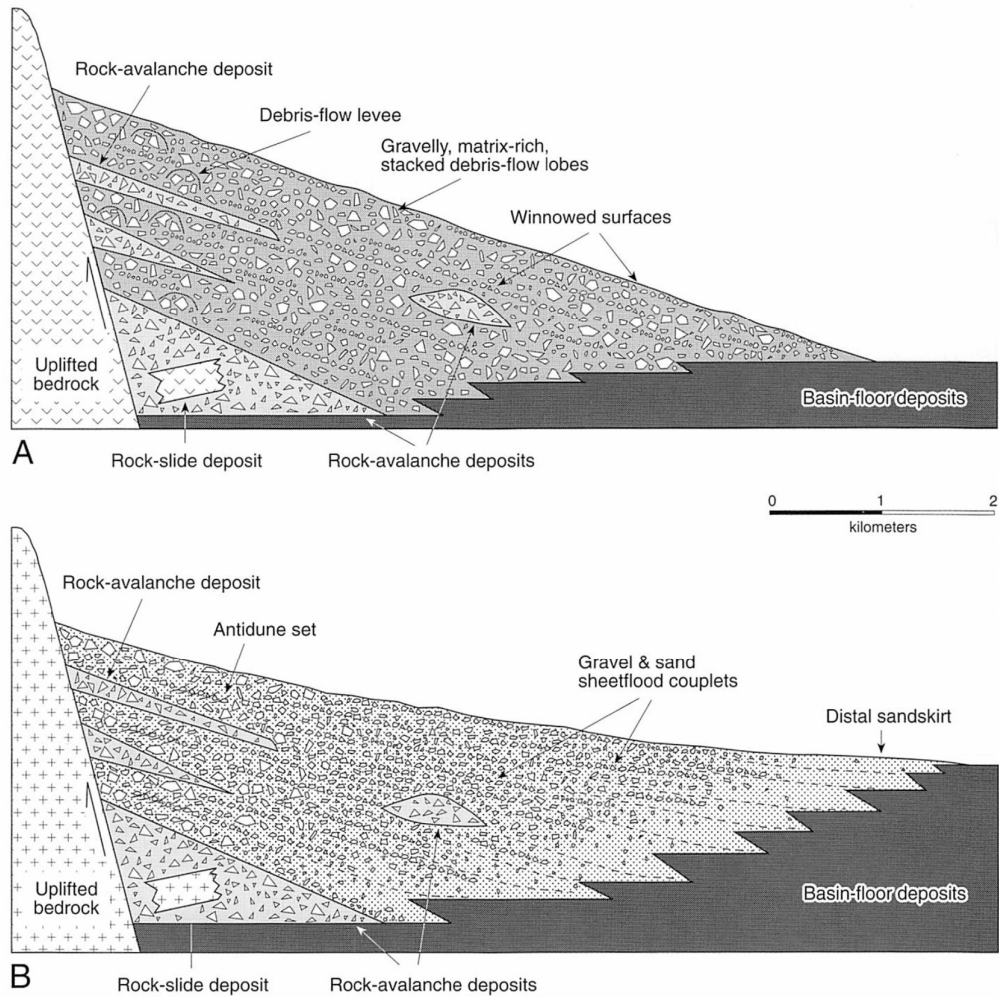 Rock-avalanche deposit
Debris-flow levee
Gravelly, matrix-rich,
stacked debris-flow lobes
Winnowed surfaces
Uplifted
bedrock
Basin-floor deposits
A
Rock-slide deposit
Rock-avalanche deposits
0 1 2
kilometers
Rock-avalanche deposit
Antidune set
Gravel & sand
sheetflood couplets
Distal sandskirt
Uplifted
bedrock
Basin-floor deposits
B
Rock-slide deposit
Rock-avalanche deposits